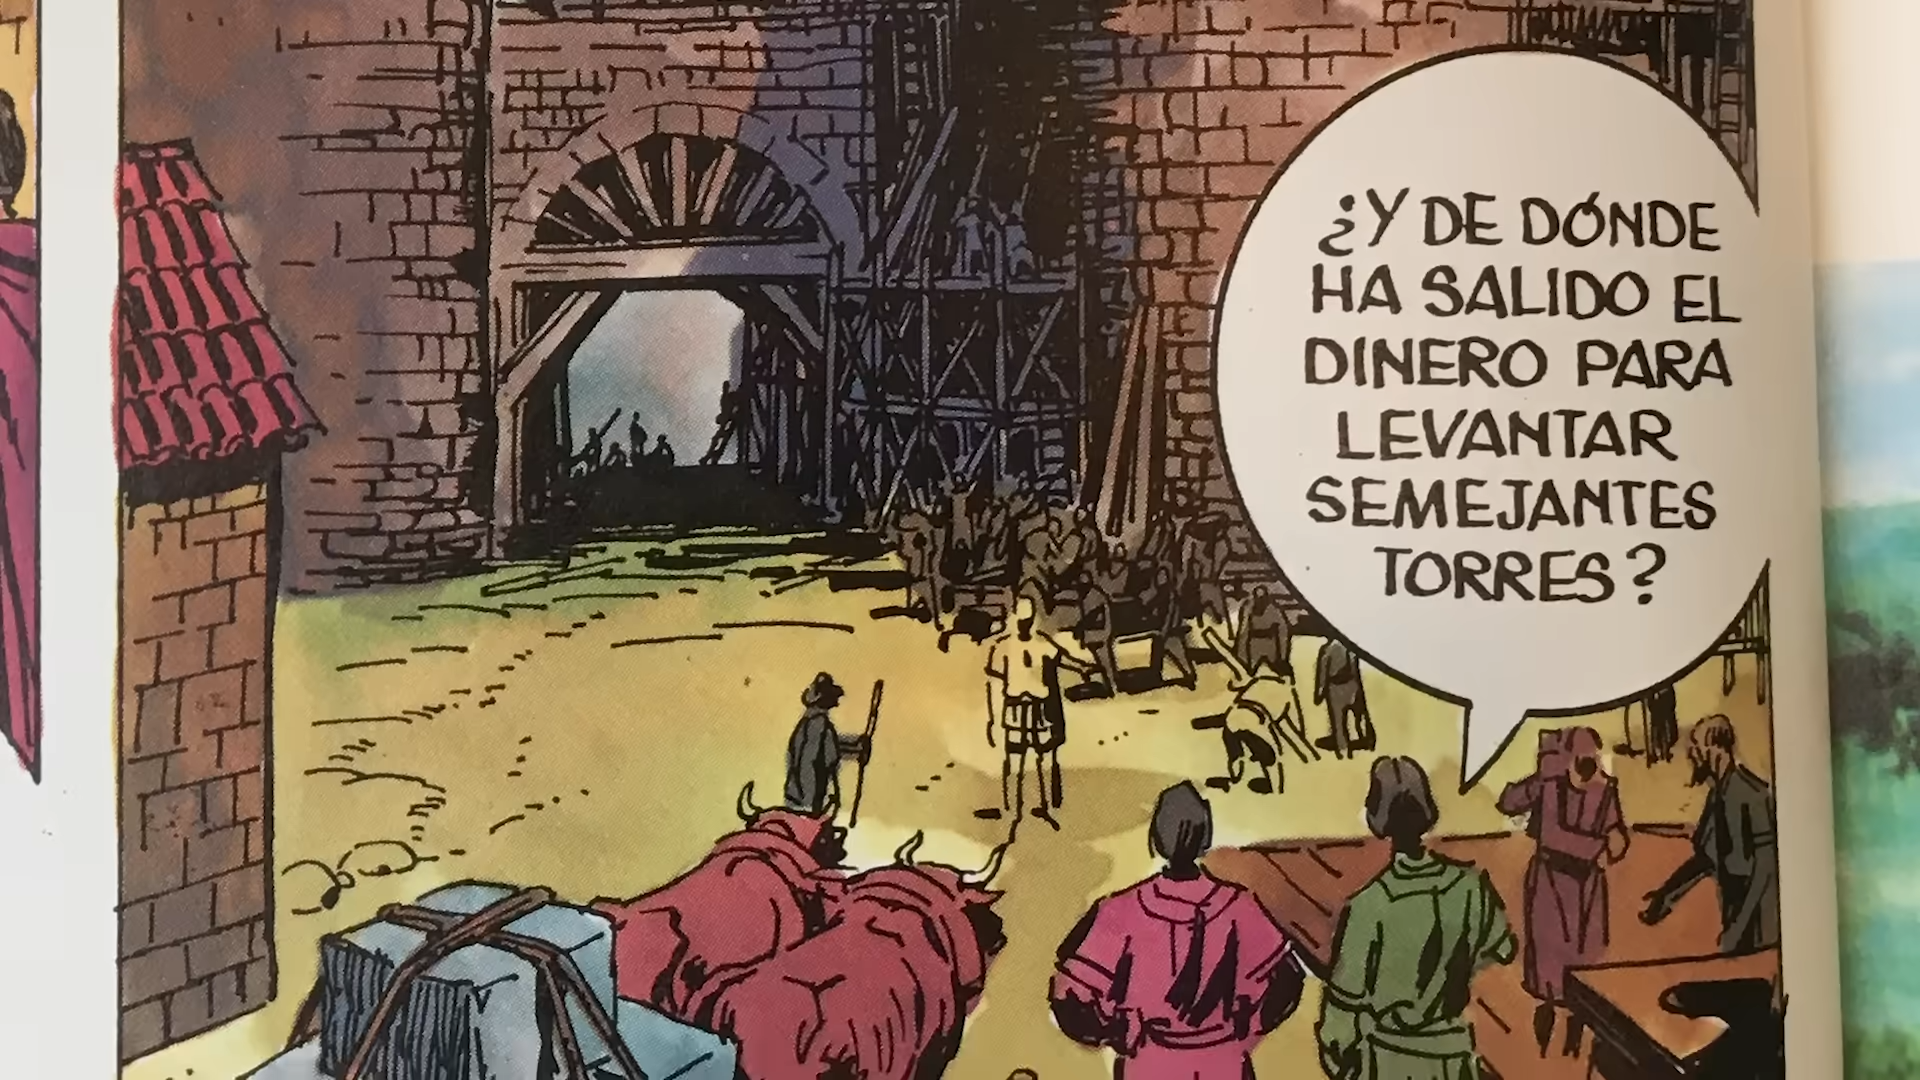 ¿Y DE DÓNDE
HA SALIDO EL
DINERO PARA
LEVANTAR
SEMEJANTES
TORRES?